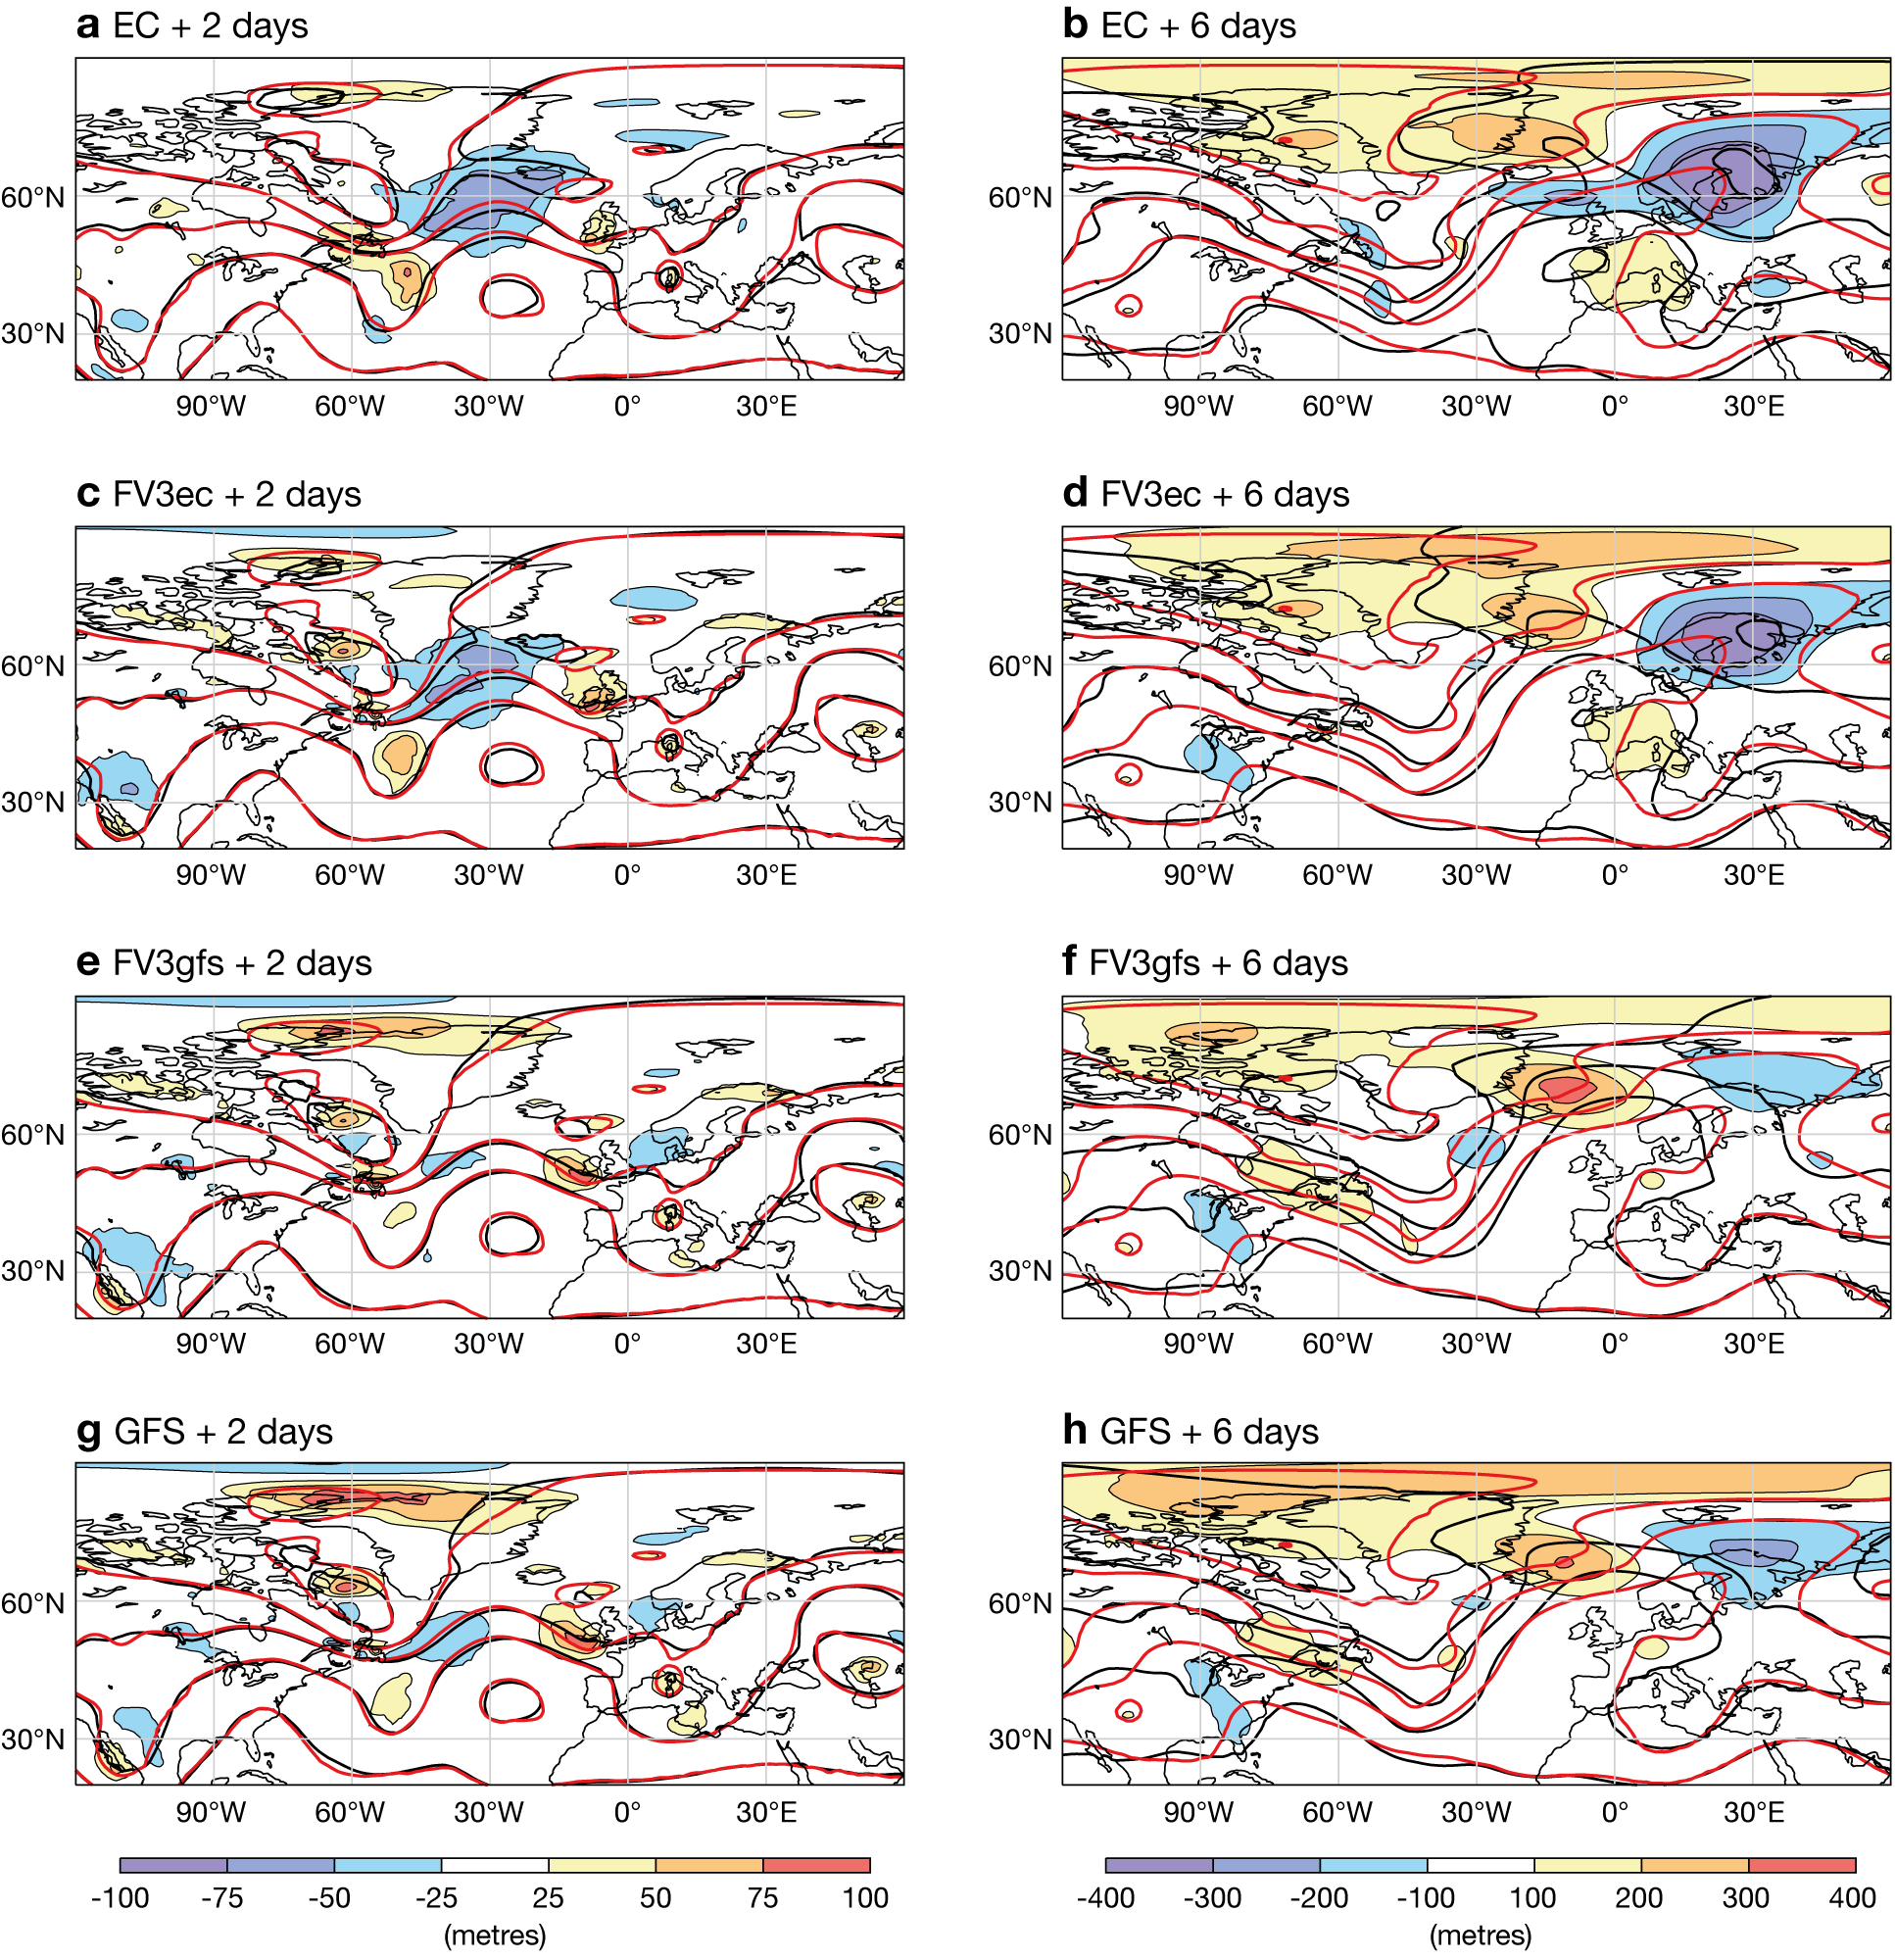 a EC + 2 days
b EC + 6 days
60°N
60°N
30°N
30°N
90°W 60°W 30°W 0° 30°E
90°W 60°W 30°W 0° 30°E
c FV3ec + 2 days
d FV3ec + 6 days
60°N
60°N
30°N
30°N
90°W 60°W 30°W 0° 30°E
90°W 60°W 30°W 0° 30°E
e FV3gfs + 2 days
f FV3gfs + 6 days
60°N
60°N
30°N
30°N
90°W 60°W 30°W 0° 30°E
90°W 60°W 30°W 0° 30°E
g GFS + 2 days
h GFS + 6 days
60°N
60°N
30°N
30°N
90°W 60°W 30°W 0° 30°E
90°W 60°W 30°W 0° 30°E
-100 -75 -50 -25 25 50 75 100
(metres)
-400 -300 -200 -100 100 200 300 400
(metres)